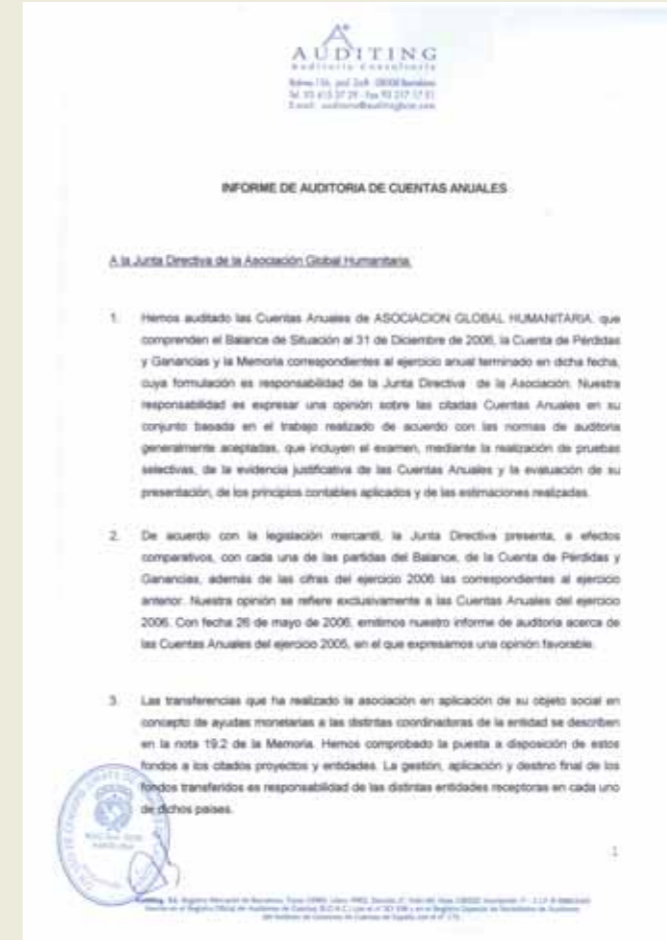 AUDITING
Auditoría Consultoría
INFORME DE AUDITORIA DE CUENTAS ANUALES
A la Junta Directiva de la Asociación Global Humanitaria.
1. Hemos auditado las Cuentas Anuales de ASOCIACION GLOBAL HUMANITARIA, que
comprenden el Balance de Situación al 31 de Diciembre de 2006, la Cuenta de Pérdidas
y Ganancias y la Memoria correspondientes al ejercicio anual terminado en dicha fecha,
cuya formulación es responsabilidad de la Junta Directiva de la Asociación. Nuestra
responsabilidad es expresar una opinión sobre las citadas Cuentas Anuales en su
conjunto basada en el trabajo realizado de acuerdo con las normas de auditoria
generalmente aceptadas, que incluyen el examen, mediante la realización de pruebas
selectivas, de la evidencia justificativa de las Cuentas Anuales y la evaluación de su
presentación, de los principios contables aplicados y de las estimaciones realizadas.
2. De acuerdo con la legislación mercantil, la Junta Directiva presenta, a efectos
comparativos, con cada una de las partidas del Balance, de la Cuenta de Pérdidas y
Ganancias, además de las cifras del ejercicio 2006 las correspondientes al ejercicio
anterior. Nuestra opinión se refiere exclusivamente a las Cuentas Anuales del ejercicio
2006. Con fecha 26 de mayo de 2006, emitimos nuestro informe de auditoria acerca de
las Cuentas Anuales del ejercicio 2005, en el que expresamos una opinión favorable.
3. Las transferencias que ha realizado la asociación en aplicación de su objeto social en
concepto de ayudas monetarias a las distintas coordinadoras de la entidad se describen
en la nota 19.2 de la Memoria. Hemos comprobado la puesta a disposición de estos
fondos a los citados proyectos y entidades. La gestión, aplicación y destino final de los
fondos transferidos es responsabilidad de las distintas entidades receptoras en cada uno
de dichos países.
1